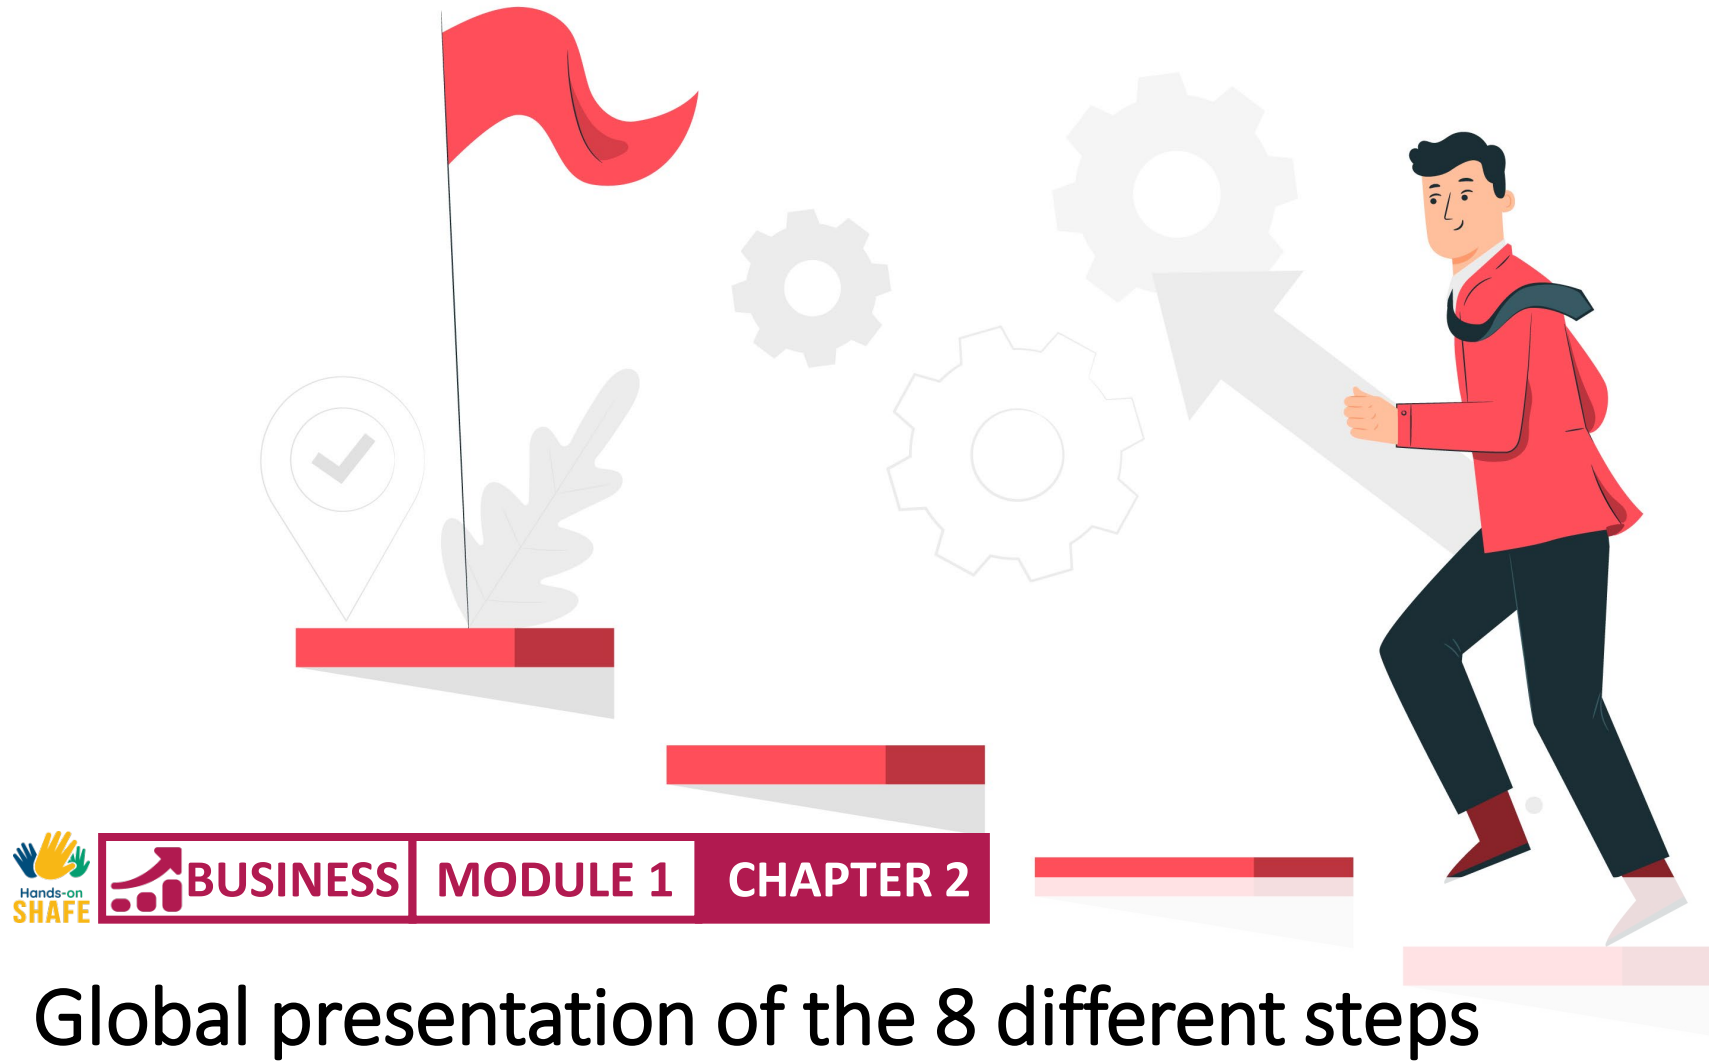 Hands-on
SHAFE
BUSINESS MODULE 1 CHAPTER 2
Global presentation of the 8 different steps